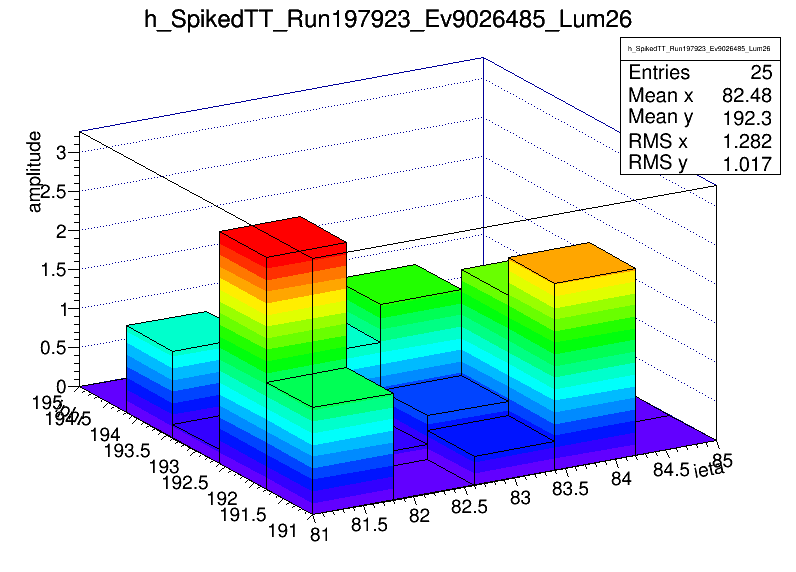 h_SpikedTT_Run197923_Ev9026485_Lum26
h_SpikedTT_Run197923_Ev9026485_Lum26
Entries 25
Mean x 82.48
Mean y 192.3
RMS x 1.282
RMS y 1.017
amplitude
3
2.5
2
1.5
1
0.5
0
195
194.5
194
193.5
193
192.5
192
191.5
191
81
81.5
82
82.5
83
83.5
84
84.5
85
ieta